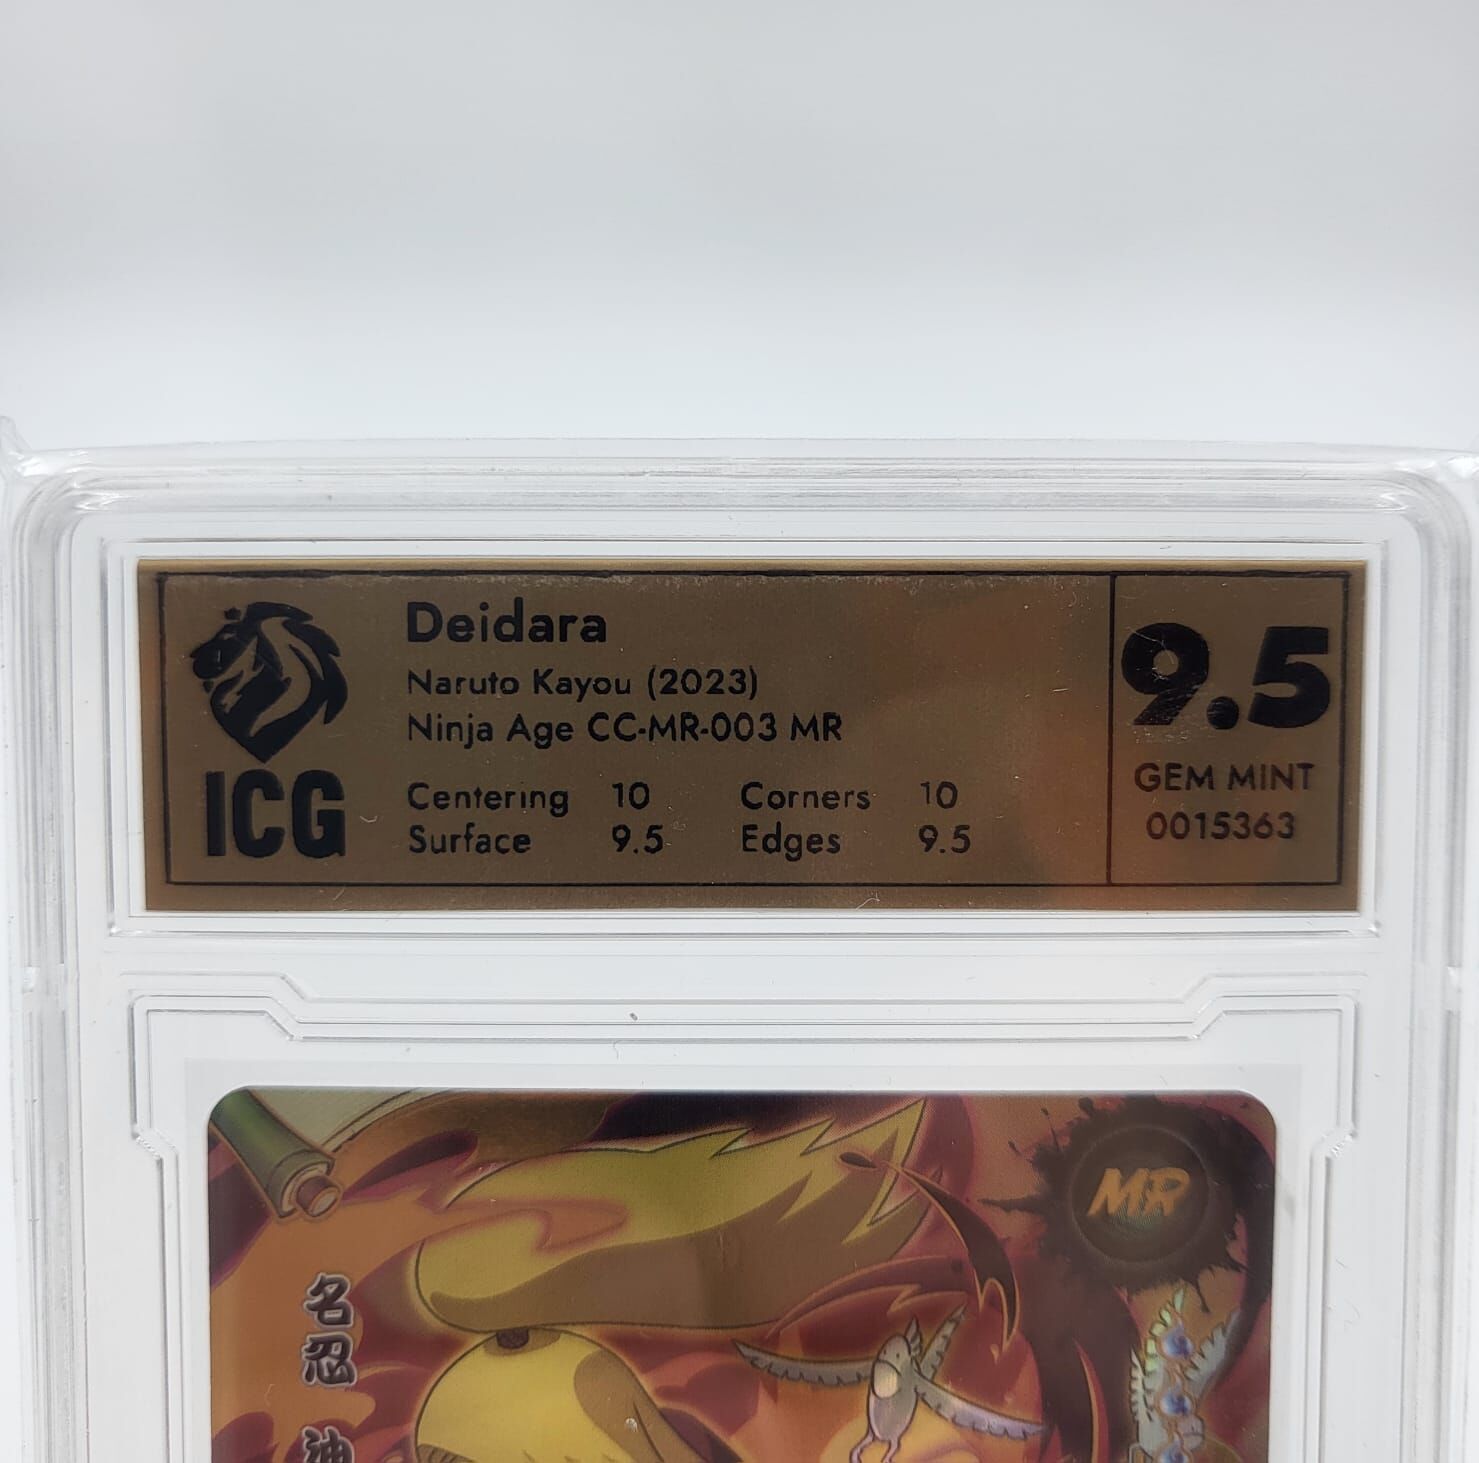 Deidara
Naruto Kayou (2023)
Ninja Age CC-MR-003 MR
Centering 10 Corners 10
Surface 9.5 Edges 9.5
ICG
9.5
GEM MINT
0015363
MR
名忍